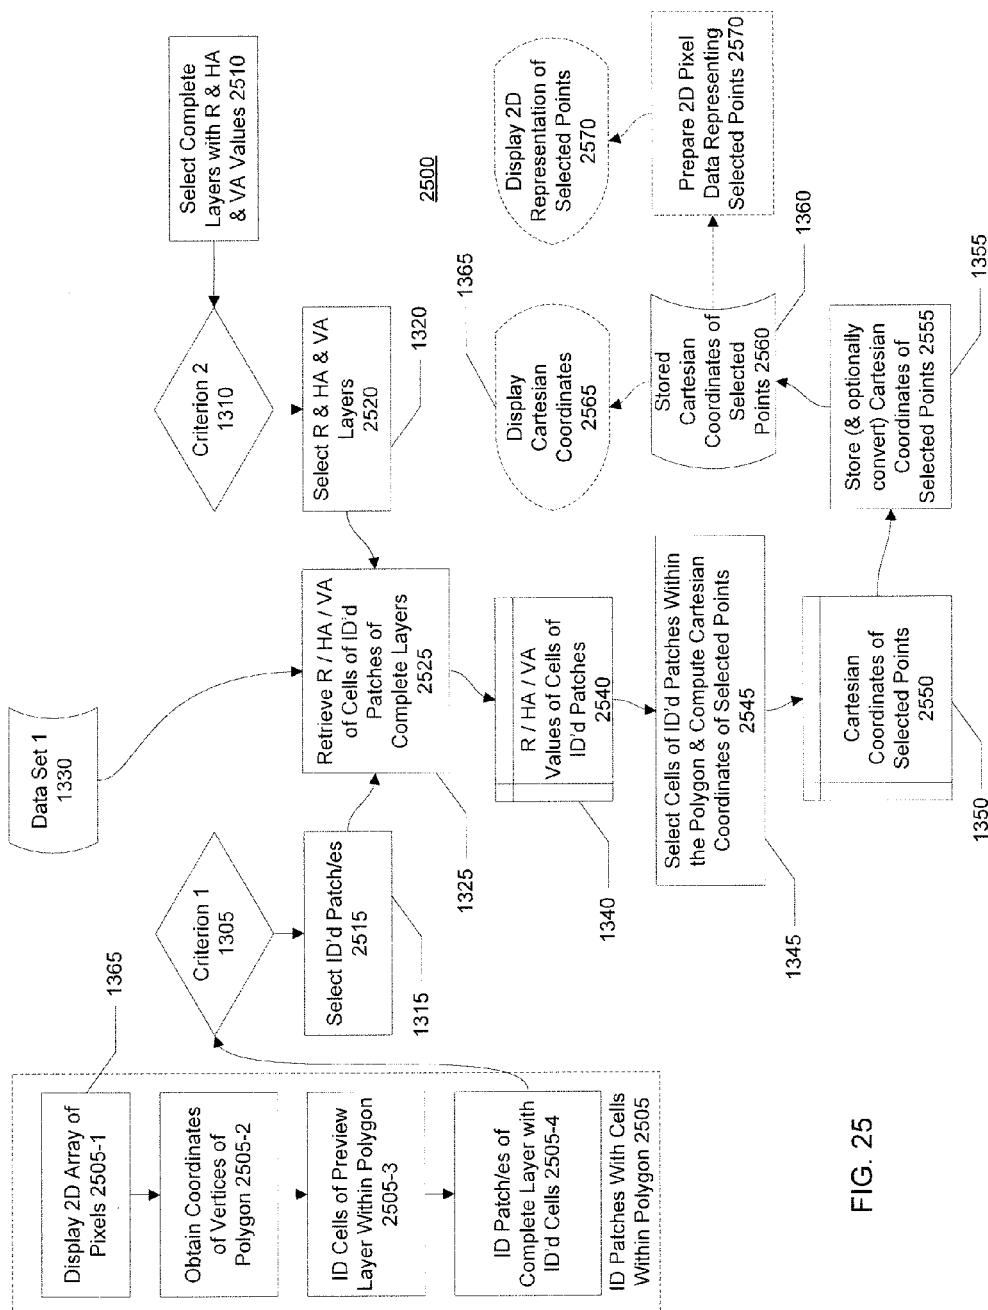 Display 2D Array of
Pixels 2505-1
1365
Obtain Coordinates
of Vertices of
Polygon 2505-2
ID Cells of Preview
Layer Within Polygon
2505-3
ID Patch/es of
Complete Layer with
ID'd Cells 2505-4
ID Patches With Cells
Within Polygon 2505
Criterion 1
1305
Select ID'd Patch/es
2515
1315
Data Set 1
1330
Retrieve R / HA / VA
of Cells of ID'd
Patches of
Complete Layers
2525
1325
Select Complete
Layers with R & HA
& VA Values 2510
Criterion 2
1310
Select R & HA & VA
Layers
2520
1320
R / HA / VA
Values of Cells of
ID'd Patches
2540
1340
Select Cells of ID'd Patches Within
the Polygon & Compute Cartesian
Coordinates of Selected Points
2545
1345
Cartesian
Coordinates of
Selected Points
2550
1350
Store (& optionally
convert) Cartesian
Coordinates of
Selected Points 2555
1355
Stored
Cartesian
Coordinates of
Selected
Points 2560
1360
Display
Cartesian
Coordinates
2565
1365
Prepare 2D Pixel
Data Representing
Selected Points 2570
Display 2D
Representation of
Selected Points
2570
2500
FIG. 25